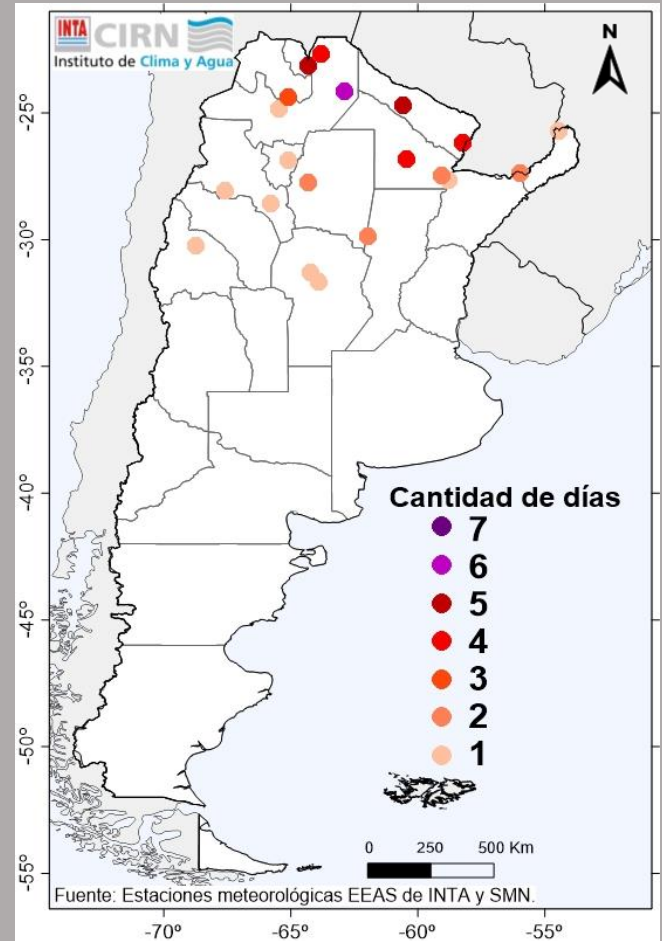 INTA CIRN
Instituto de Clima y Agua
N
-25°
-30°
-35°
-40°
-45°
-50°
-55°
Cantidad de días
7
6
5
4
3
2
1
0 250 500 Km
Fuente: Estaciones meteorológicas EEAS de INTA y SMN.
-70° -65° -60° -55°